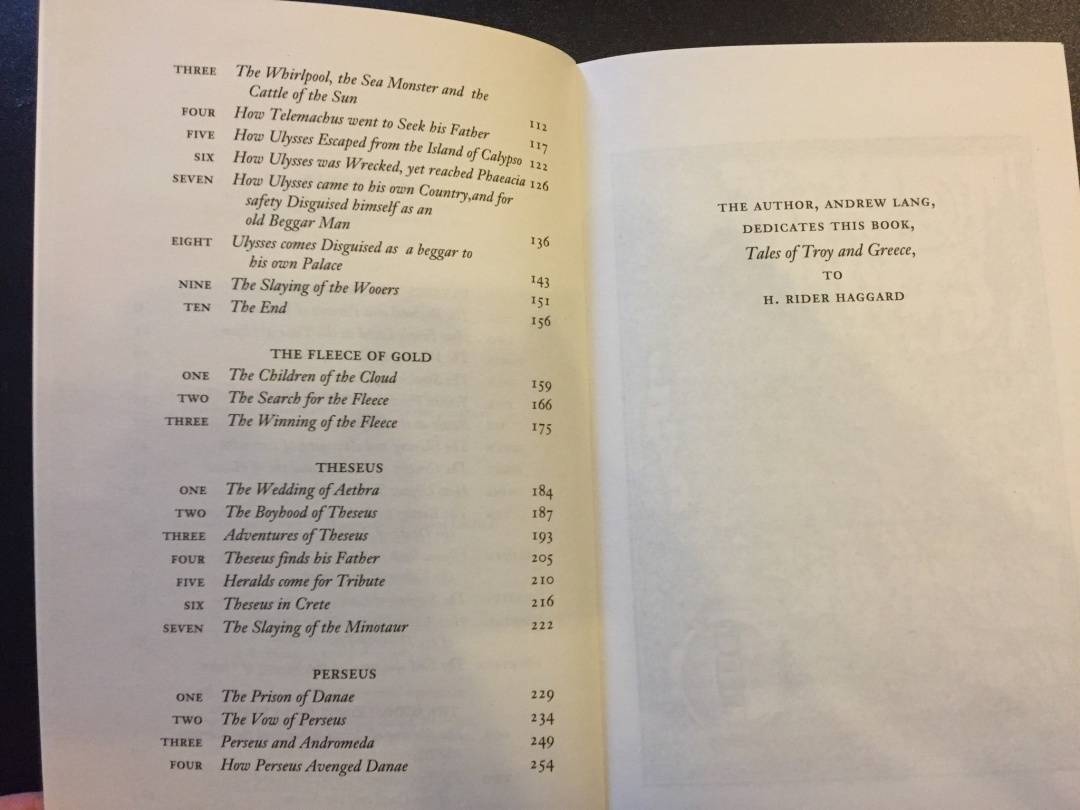 THREE The Whirlpool, the Sea Monster and the
Cattle of the Sun 112
FOUR How Telemachus went to Seek his Father 117
FIVE How Ulysses Escaped from the Island of Calypso 122
SIX How Ulysses was Wrecked, yet reached Phaeacia 126
SEVEN How Ulysses came to his own Country,and for
safety Disguised himself as an
old Beggar Man 136
EIGHT Ulysses comes Disguised as a beggar to
his own Palace 143
NINE The Slaying of the Wooers 151
TEN The End 156
THE FLEECE OF GOLD
ONE The Children of the Cloud 159
TWO The Search for the Fleece 166
THREE The Winning of the Fleece 175
THESEUS
ONE The Wedding of Aethra 184
TWO The Boyhood of Theseus 187
THREE Adventures of Theseus 193
FOUR Theseus finds his Father 205
FIVE Heralds come for Tribute 210
SIX Theseus in Crete 216
SEVEN The Slaying of the Minotaur 222
PERSEUS
ONE The Prison of Danae 229
TWO The Vow of Perseus 234
THREE Perseus and Andromeda 249
FOUR How Perseus Avenged Danae 254
THE AUTHOR, ANDREW LANG,
DEDICATES THIS BOOK,
Tales of Troy and Greece,
TO
H. RIDER HAGGARD